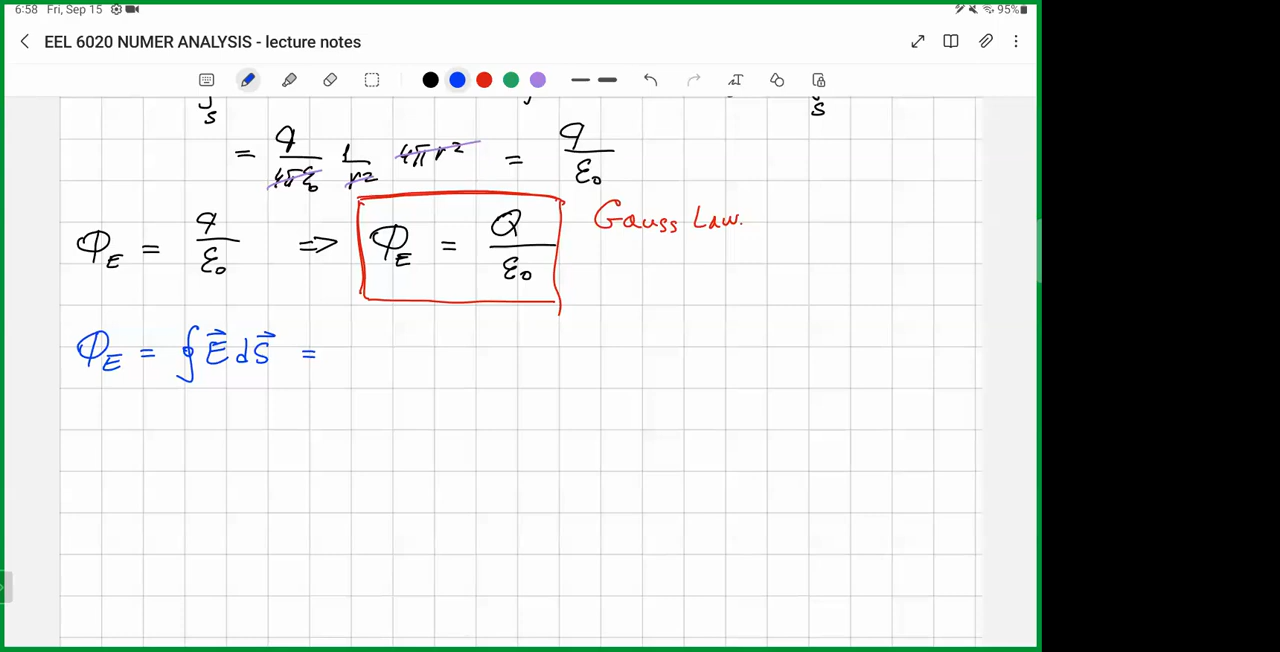 6:58 Fri, Sep 15 95%
EEL 6020 NUMER ANALYSIS - lecture notes
S S
= q/4πε₀ 1/r² 4πr² = q/ε₀
Φ_E = q/ε₀ => Φ_E = Q/ε₀ Gauss Law.
Φ_E = ∮ E⃗ dS⃗ =